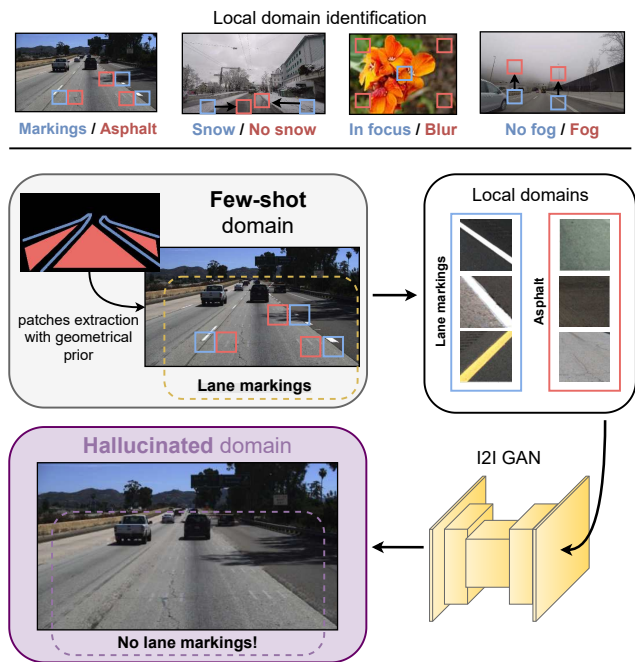 Local domain identification
Markings / Asphalt
Snow / No snow
In focus / Blur
No fog / Fog
Few-shot
domain
patches extraction
with geometrical
prior
Lane markings
Local domains
Lane markings
Asphalt
Hallucinated domain
No lane markings!
I2I GAN